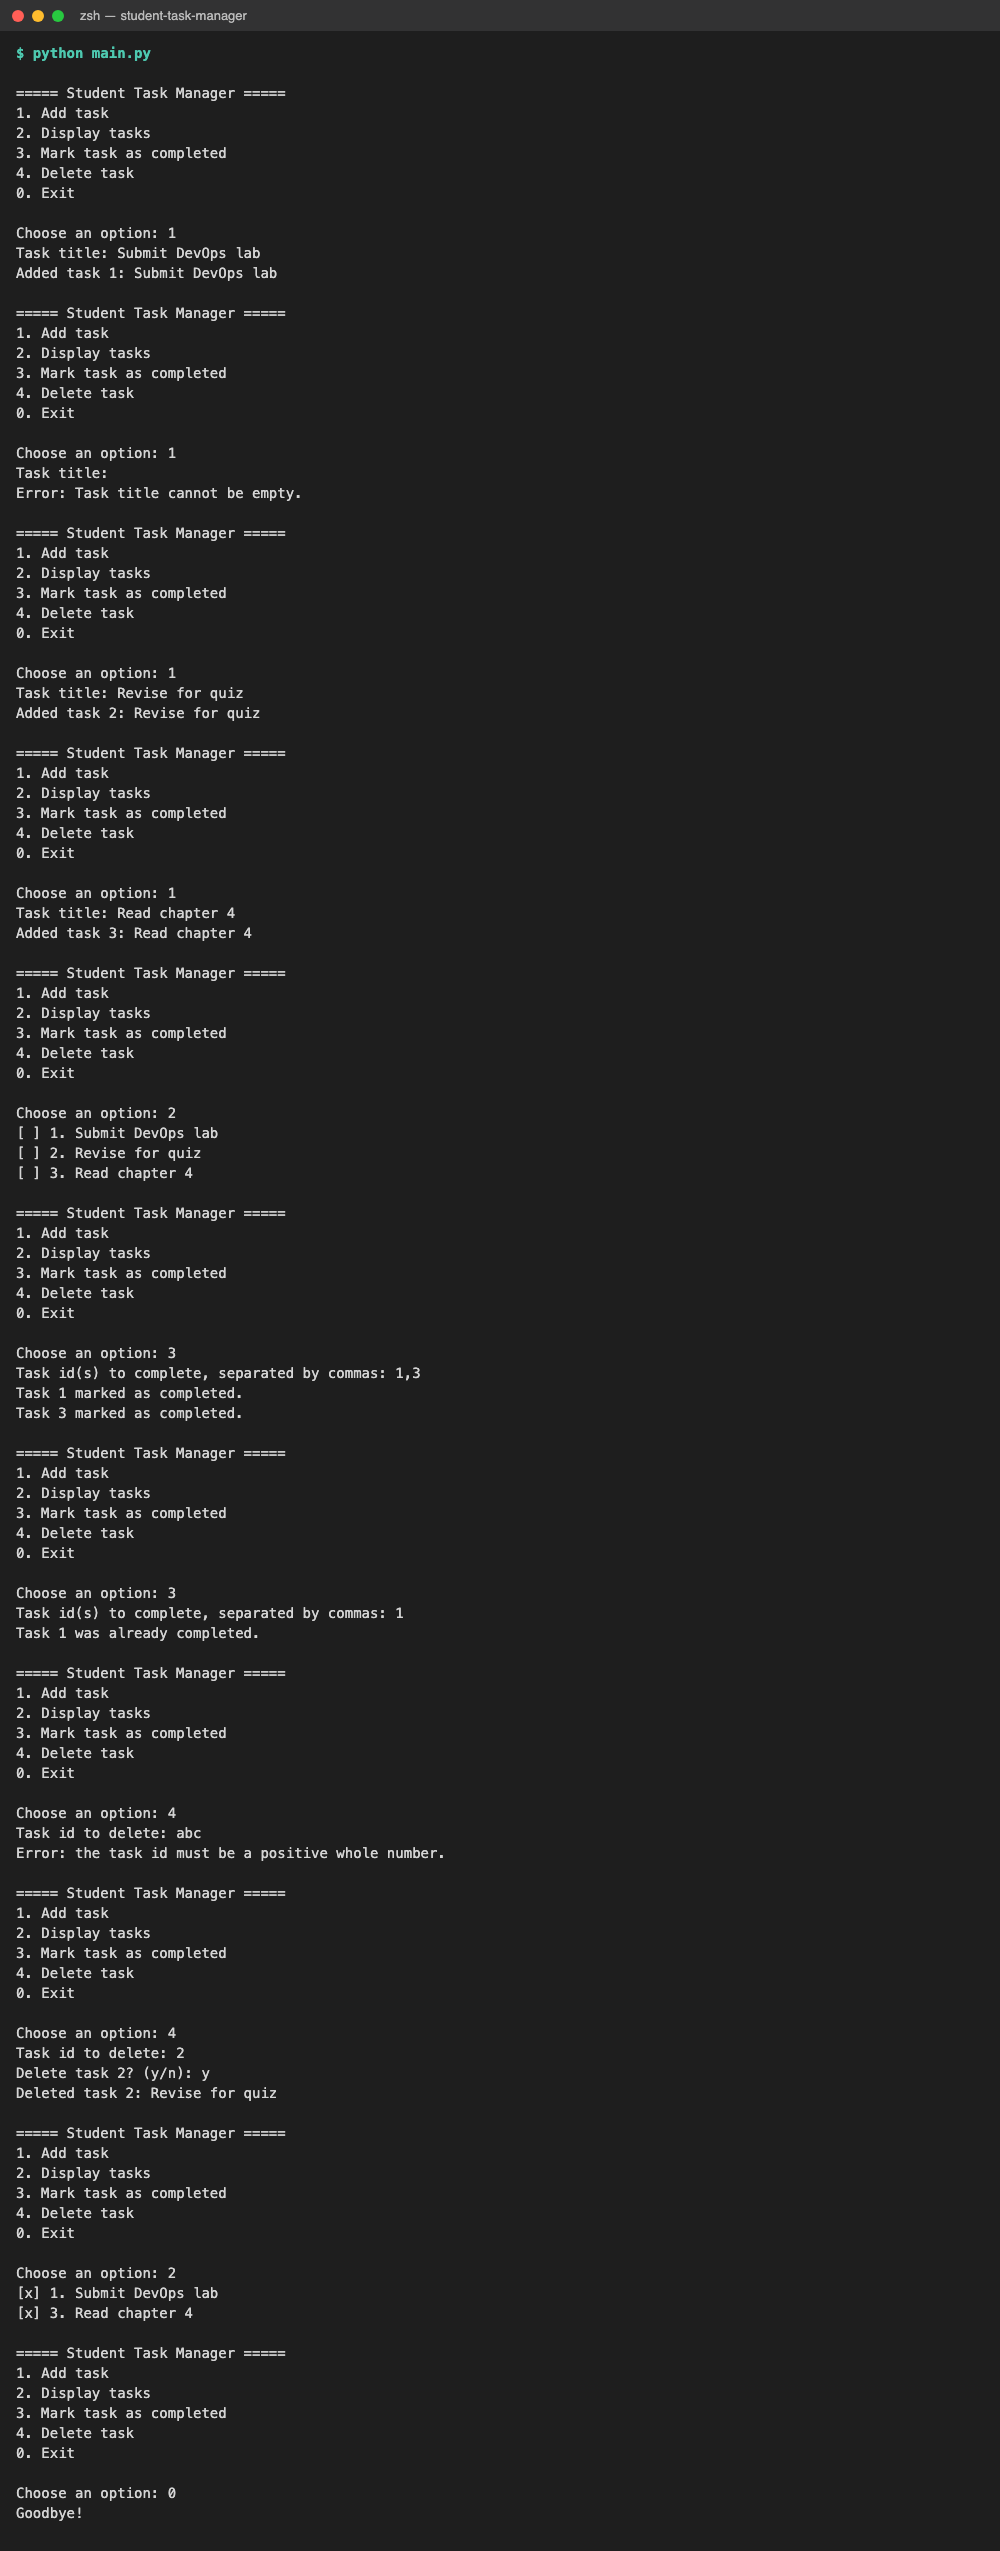 zsh — student-task-manager
$ python main.py
===== Student Task Manager =====
1. Add task
2. Display tasks
3. Mark task as completed
4. Delete task
0. Exit
Choose an option: 1
Task title: Submit DevOps lab
Added task 1: Submit DevOps lab
===== Student Task Manager =====
1. Add task
2. Display tasks
3. Mark task as completed
4. Delete task
0. Exit
Choose an option: 1
Task title:
Error: Task title cannot be empty.
===== Student Task Manager =====
1. Add task
2. Display tasks
3. Mark task as completed
4. Delete task
0. Exit
Choose an option: 1
Task title: Revise for quiz
Added task 2: Revise for quiz
===== Student Task Manager =====
1. Add task
2. Display tasks
3. Mark task as completed
4. Delete task
0. Exit
Choose an option: 1
Task title: Read chapter 4
Added task 3: Read chapter 4
===== Student Task Manager =====
1. Add task
2. Display tasks
3. Mark task as completed
4. Delete task
0. Exit
Choose an option: 2
[ ] 1. Submit DevOps lab
[ ] 2. Revise for quiz
[ ] 3. Read chapter 4
===== Student Task Manager =====
1. Add task
2. Display tasks
3. Mark task as completed
4. Delete task
0. Exit
Choose an option: 3
Task id(s) to complete, separated by commas: 1,3
Task 1 marked as completed.
Task 3 marked as completed.
===== Student Task Manager =====
1. Add task
2. Display tasks
3. Mark task as completed
4. Delete task
0. Exit
Choose an option: 3
Task id(s) to complete, separated by commas: 1
Task 1 was already completed.
===== Student Task Manager =====
1. Add task
2. Display tasks
3. Mark task as completed
4. Delete task
0. Exit
Choose an option: 4
Task id to delete: abc
Error: the task id must be a positive whole number.
===== Student Task Manager =====
1. Add task
2. Display tasks
3. Mark task as completed
4. Delete task
0. Exit
Choose an option: 4
Task id to delete: 2
Delete task 2? (y/n): y
Deleted task 2: Revise for quiz
===== Student Task Manager =====
1. Add task
2. Display tasks
3. Mark task as completed
4. Delete task
0. Exit
Choose an option: 2
[x] 1. Submit DevOps lab
[x] 3. Read chapter 4
===== Student Task Manager =====
1. Add task
2. Display tasks
3. Mark task as completed
4. Delete task
0. Exit
Choose an option: 0
Goodbye!